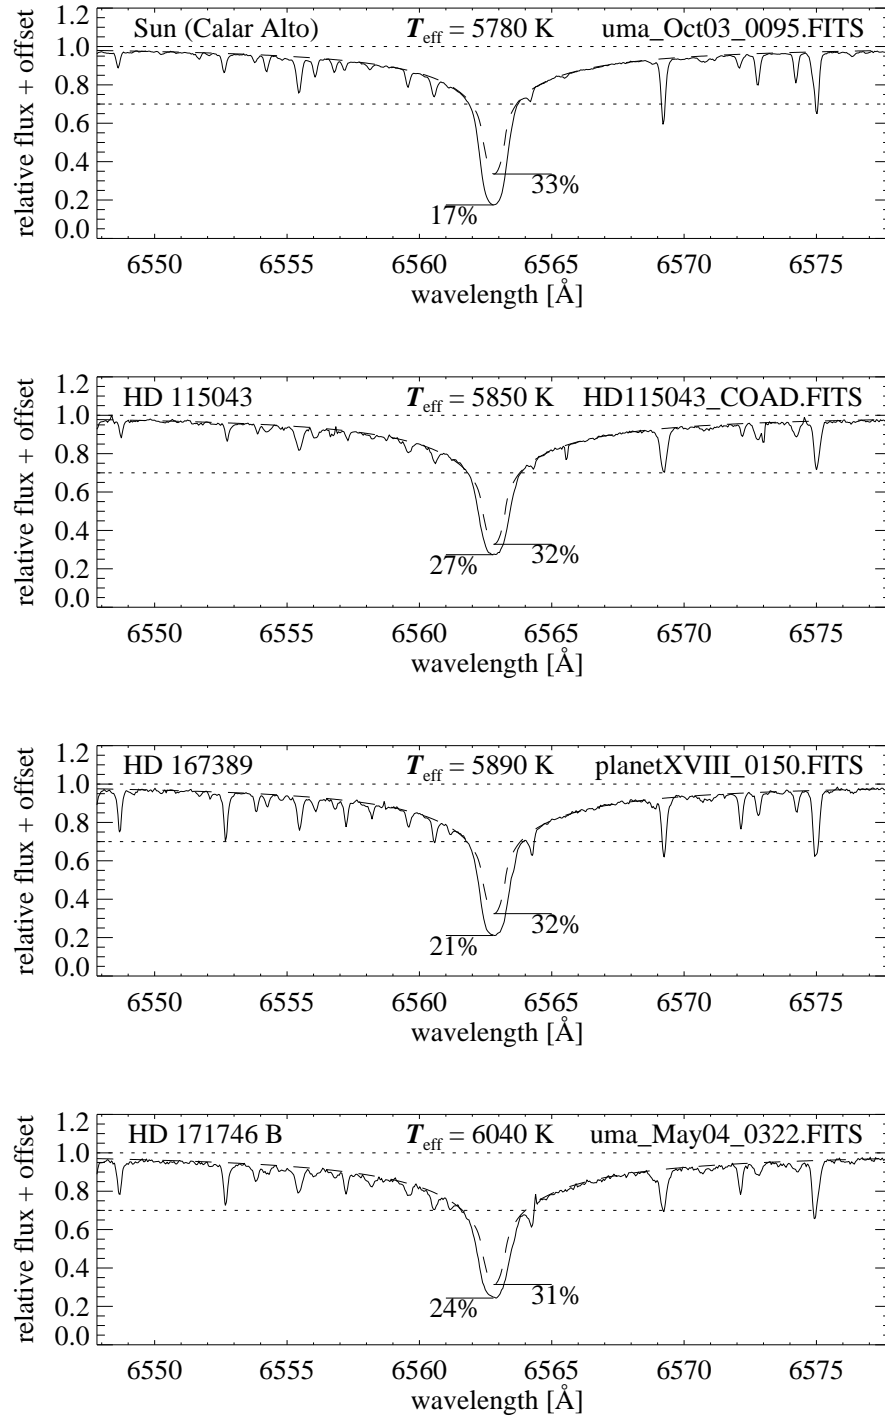 Sun (Calar Alto) Teff = 5780 K uma_Oct03_0095.FITS
1.2
1.0
0.8
0.6
0.4
0.2
0.0
relative flux + offset
33%
17%
6550 6555 6560 6565 6570 6575
wavelength [Å]
HD 115043 Teff = 5850 K HD115043_COAD.FITS
1.2
1.0
0.8
0.6
0.4
0.2
0.0
relative flux + offset
32%
27%
6550 6555 6560 6565 6570 6575
wavelength [Å]
HD 167389 Teff = 5890 K planetXVIII_0150.FITS
1.2
1.0
0.8
0.6
0.4
0.2
0.0
relative flux + offset
32%
21%
6550 6555 6560 6565 6570 6575
wavelength [Å]
HD 171746 B Teff = 6040 K uma_May04_0322.FITS
1.2
1.0
0.8
0.6
0.4
0.2
0.0
relative flux + offset
31%
24%
6550 6555 6560 6565 6570 6575
wavelength [Å]